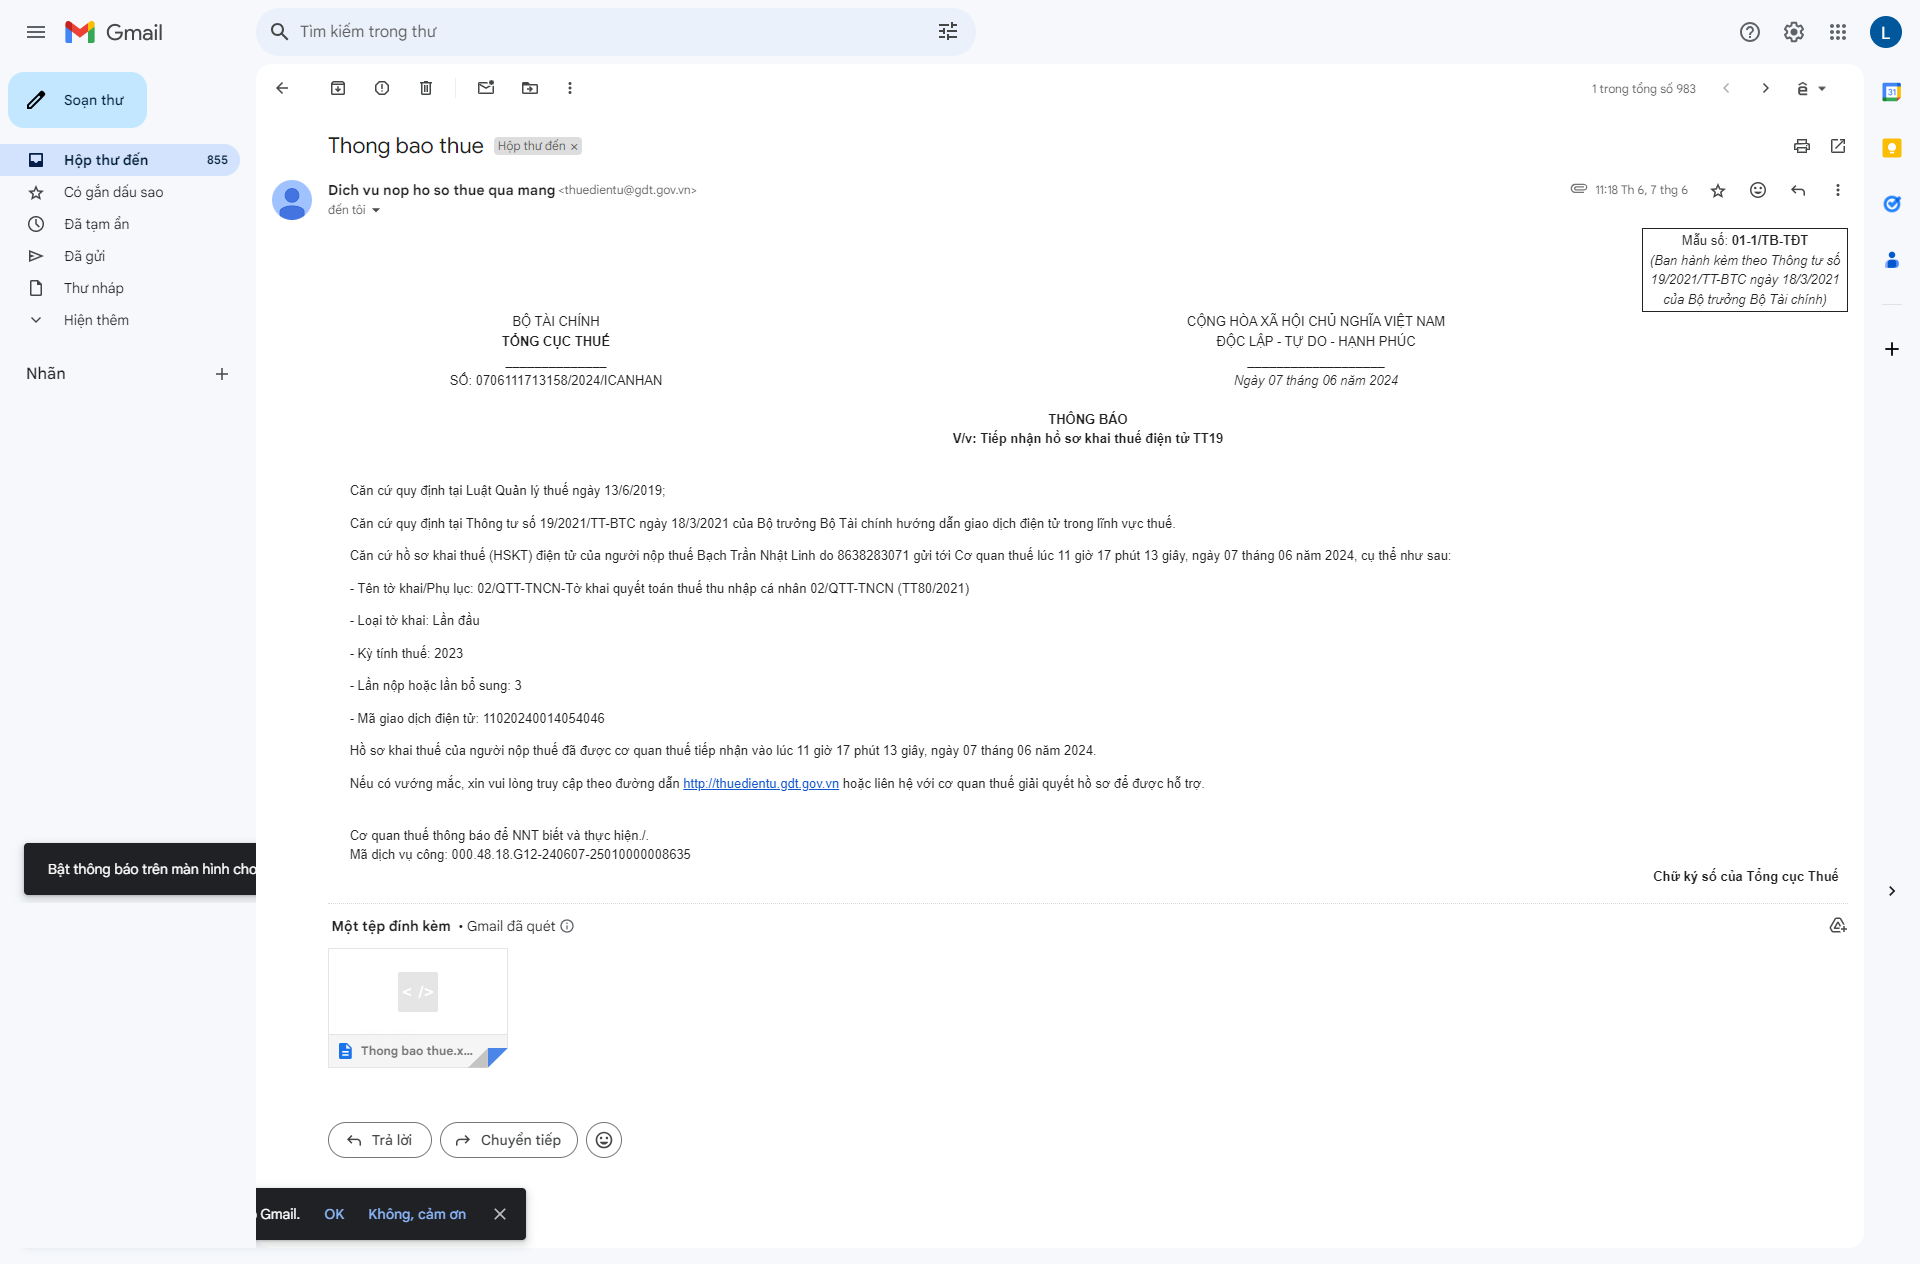 Gmail
Tìm kiếm trong thư
L
Soạn thư
1 trong tổng số 983
Hộp thư đến 855
Có gắn dấu sao
Đã tạm ẩn
Đã gửi
Thư nháp
Hiện thêm
Nhãn
Thong bao thue Hộp thư đến ×
Dich vu nop ho so thue qua mang <thuedientu@gdt.gov.vn>
11:18 Th 6, 7 thg 6
đến tôi
Mẫu số: 01-1/TB-TĐT
(Ban hành kèm theo Thông tư số
19/2021/TT-BTC ngày 18/3/2021
của Bộ trưởng Bộ Tài chính)
BỘ TÀI CHÍNH
TỔNG CỤC THUẾ
SỐ: 0706111713158/2024/ICANHAN
CỘNG HÒA XÃ HỘI CHỦ NGHĨA VIỆT NAM
ĐỘC LẬP - TỰ DO - HẠNH PHÚC
Ngày 07 tháng 06 năm 2024
THÔNG BÁO
V/v: Tiếp nhận hồ sơ khai thuế điện tử TT19
Căn cứ quy định tại Luật Quản lý thuế ngày 13/6/2019;
Căn cứ quy định tại Thông tư số 19/2021/TT-BTC ngày 18/3/2021 của Bộ trưởng Bộ Tài chính hướng dẫn giao dịch điện tử trong lĩnh vực thuế.
Căn cứ hồ sơ khai thuế (HSKT) điện tử của người nộp thuế Bạch Trần Nhật Linh do 8638283071 gửi tới Cơ quan thuế lúc 11 giờ 17 phút 13 giây, ngày 07 tháng 06 năm 2024, cụ thể như sau:
- Tên tờ khai/Phụ lục: 02/QTT-TNCN-Tờ khai quyết toán thuế thu nhập cá nhân 02/QTT-TNCN (TT80/2021)
- Loại tờ khai: Lần đầu
- Kỳ tính thuế: 2023
- Lần nộp hoặc lần bổ sung: 3
- Mã giao dịch điện tử: 11020240014054046
Hồ sơ khai thuế của người nộp thuế đã được cơ quan thuế tiếp nhận vào lúc 11 giờ 17 phút 13 giây, ngày 07 tháng 06 năm 2024.
Nếu có vướng mắc, xin vui lòng truy cập theo đường dẫn http://thuedientu.gdt.gov.vn hoặc liên hệ với cơ quan thuế giải quyết hồ sơ để được hỗ trợ.
Cơ quan thuế thông báo để NNT biết và thực hiện./.
Mã dịch vụ công: 000.48.18.G12-240607-25010000008635
Bật thông báo trên màn hình cho
Chữ ký số của Tổng cục Thuế
Một tệp đính kèm • Gmail đã quét
< />
Thong bao thue.x...
Trả lời
Chuyển tiếp
Gmail. OK Không, cảm ơn